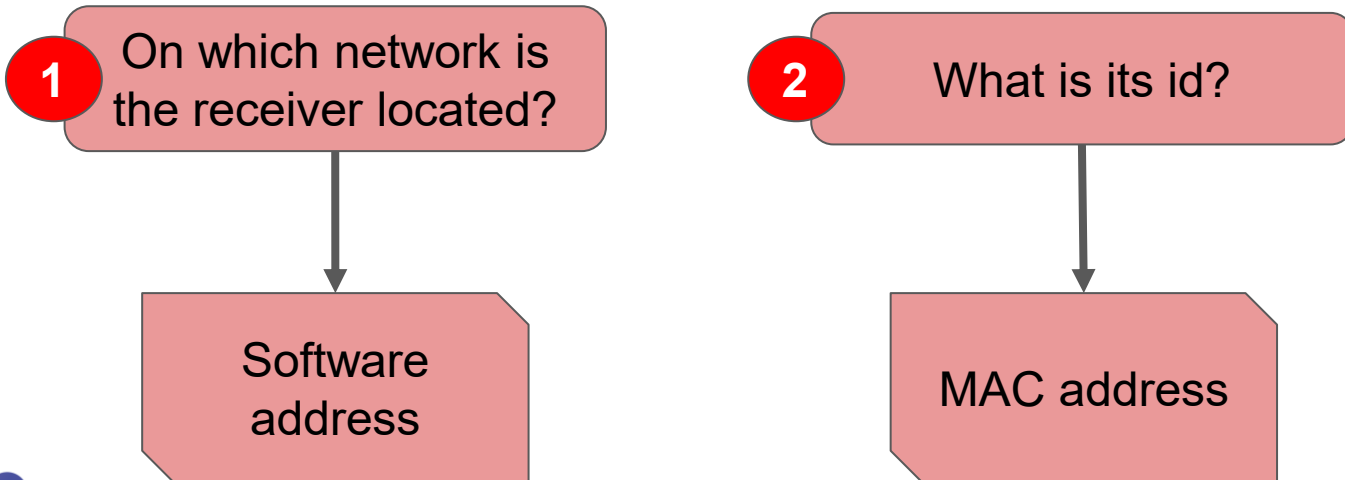 1
On which network is
the receiver located?
2
What is its id?
Software
address
MAC address